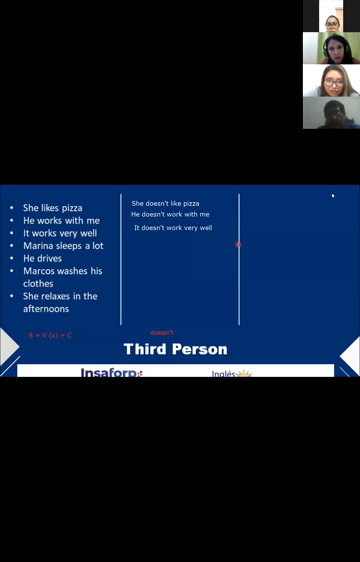 • She likes pizza
• He works with me
• It works very well
• Marina sleeps a lot
• He drives
• Marcos washes his
clothes
• She relaxes in the
afternoons
She doesn't like pizza
He doesn't work with me
It doesn't work very well
S + V (s) + C
doesn't
Third Person
Insaforp
Inglés